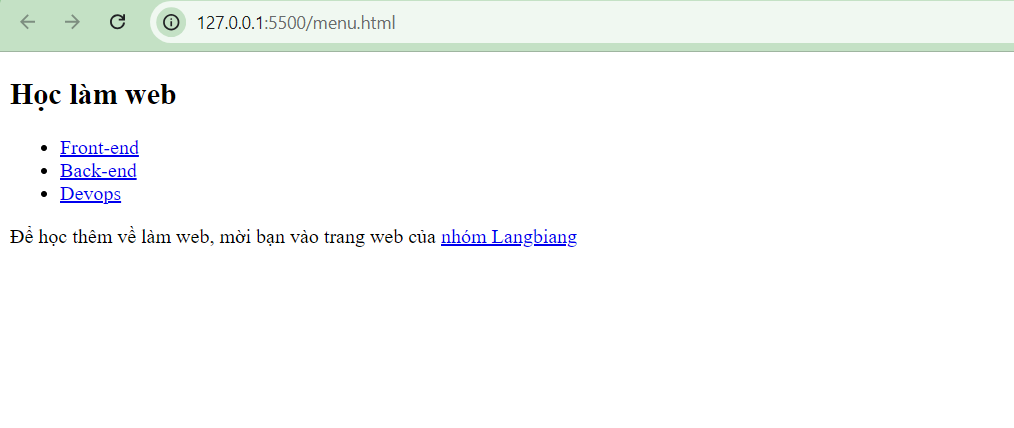 127.0.0.1:5500/menu.html
Học làm web
Front-end
Back-end
Devops
Để học thêm về làm web, mời bạn vào trang web của nhóm Langbiang